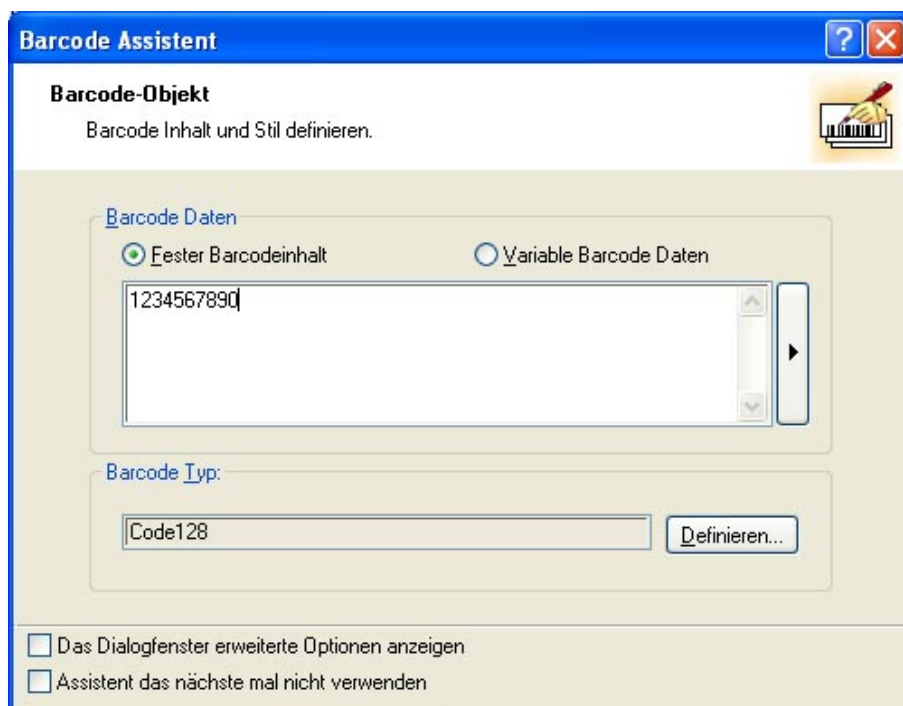 Barcode Assistent
Barcode-Objekt
Barcode Inhalt und Stil definieren.
Barcode Daten
Fester Barcodeinhalt Variable Barcode Daten
1234567890
Barcode Typ:
Code128 Definieren...
Das Dialogfenster erweiterte Optionen anzeigen
Assistent das nächste mal nicht verwenden